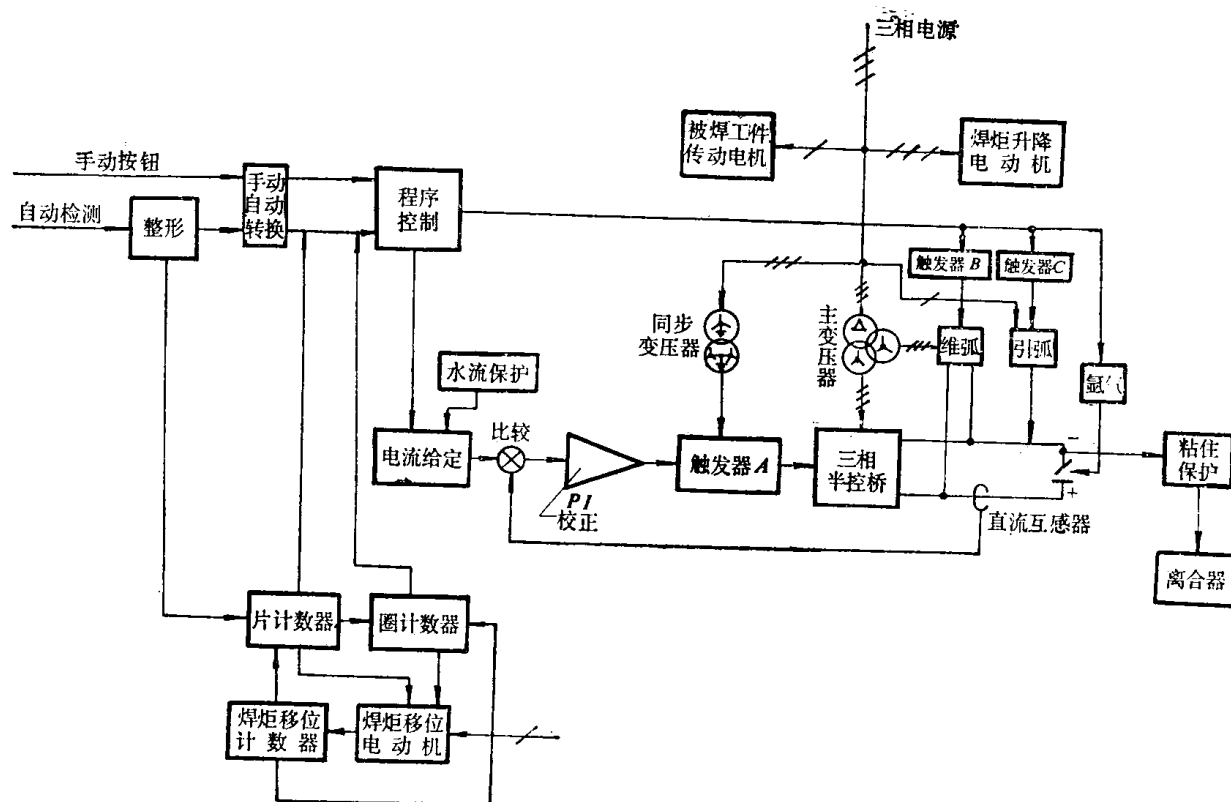 三相电源
被焊工件
传动电机
焊炬升降
电动机
手动按钮
手动
自动
转换
程序
控制
自动检测
整形
触发器B
触发器C
同步
变压器
主
变
压
器
维弧
引弧
氩气
水流保护
比较
电流给定
PI
校正
触发器A
三相
半控桥
−
+
直流互感器
粘住
保护
离合器
片计数器
圈计数器
焊炬移位
计数器
焊炬移位
电动机